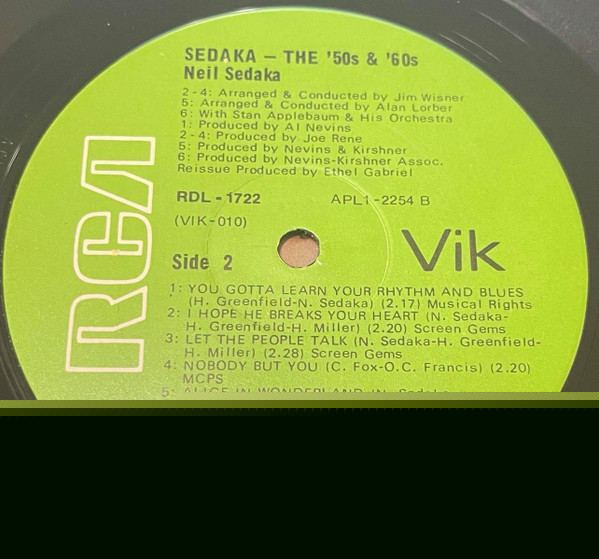 SEDAKA – THE '50s & '60s
Neil Sedaka
2-4: Arranged & Conducted by Jim Wisner
5: Arranged & Conducted by Alan Lorber
6: With Stan Applebaum & His Orchestra
1: Produced by Al Nevins
2-4: Produced by Joe Rene
5: Produced by Nevins & Kirshner
6: Produced by Nevins-Kirshner Assoc.
Reissue Produced by Ethel Gabriel
RDL-1722 APL1-2254 B
(VIK-010)
RCA
Vik
Side 2
1: YOU GOTTA LEARN YOUR RHYTHM AND BLUES
(H. Greenfield-N. Sedaka) (2.17) Musical Rights
2: I HOPE HE BREAKS YOUR HEART (N. Sedaka-
H. Greenfield-H. Miller) (2.20) Screen Gems
3: LET THE PEOPLE TALK (N. Sedaka-H. Greenfield-
H. Miller) (2.28) Screen Gems
4: NOBODY BUT YOU (C. Fox-O.C. Francis) (2.20)
MCPS
5: ALICE IN WONDERLAND (N. Sedaka